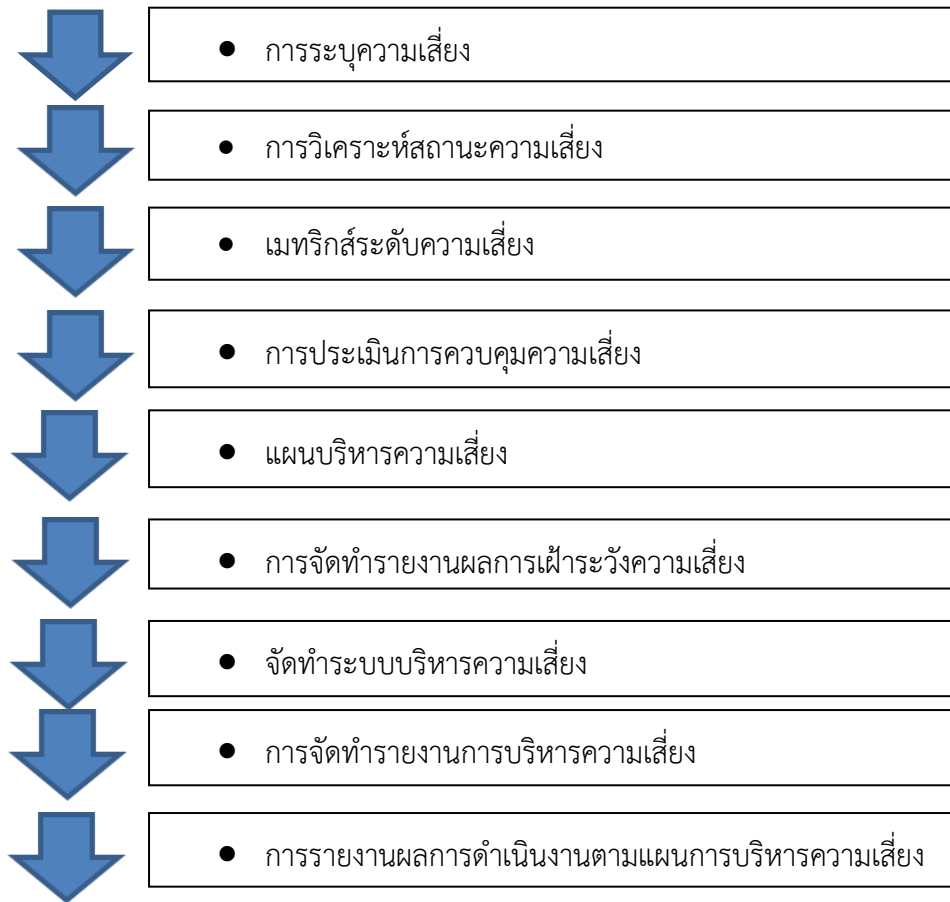 • การระบุความเสี่ยง
• การวิเคราะห์สถานะความเสี่ยง
• เมทริกส์ระดับความเสี่ยง
• การประเมินการควบคุมความเสี่ยง
• แผนบริหารความเสี่ยง
• การจัดทำรายงานผลการเฝ้าระวังความเสี่ยง
• จัดทำระบบบริหารความเสี่ยง
• การจัดทำรายงานการบริหารความเสี่ยง
• การรายงานผลการดำเนินงานตามแผนการบริหารความเสี่ยง